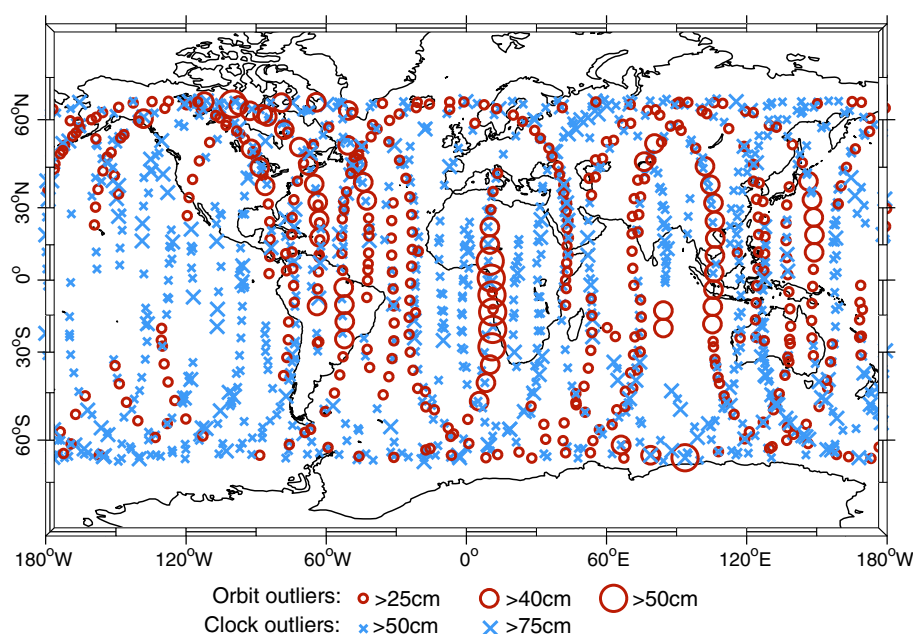 60°N
30°N
0°
30°S
60°S
180°W 120°W 60°W 0° 60°E 120°E 180°W
Orbit outliers: >25cm >40cm >50cm
Clock outliers: >50cm >75cm